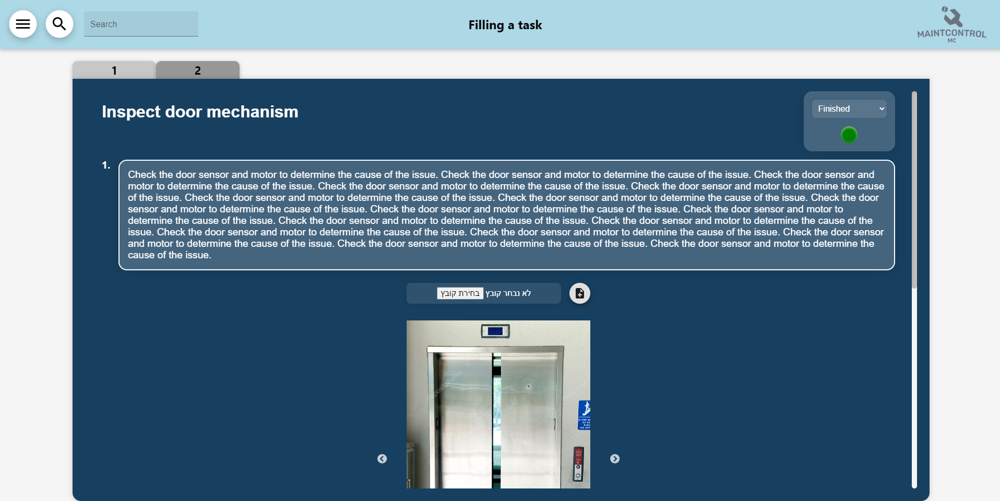 Search
Filling a task
MAINTCONTROL
MC
1
2
Inspect door mechanism
Finished
1.
Check the door sensor and motor to determine the cause of the issue. Check the door sensor and motor to determine the cause of the issue. Check the door sensor and
motor to determine the cause of the issue. Check the door sensor and motor to determine the cause of the issue. Check the door sensor and motor to determine the cause
of the issue. Check the door sensor and motor to determine the cause of the issue. Check the door sensor and motor to determine the cause of the issue. Check the door
sensor and motor to determine the cause of the issue. Check the door sensor and motor to determine the cause of the issue. Check the door sensor and motor to
determine the cause of the issue. Check the door sensor and motor to determine the cause of the issue. Check the door sensor and motor to determine the cause of the
issue. Check the door sensor and motor to determine the cause of the issue. Check the door sensor and motor to determine the cause of the issue. Check the door sensor
and motor to determine the cause of the issue. Check the door sensor and motor to determine the cause of the issue. Check the door sensor and motor to determine the
cause of the issue.
לא נבחר קובץ בחירת קובץ
depositphotos
depositphotos
depositphotos